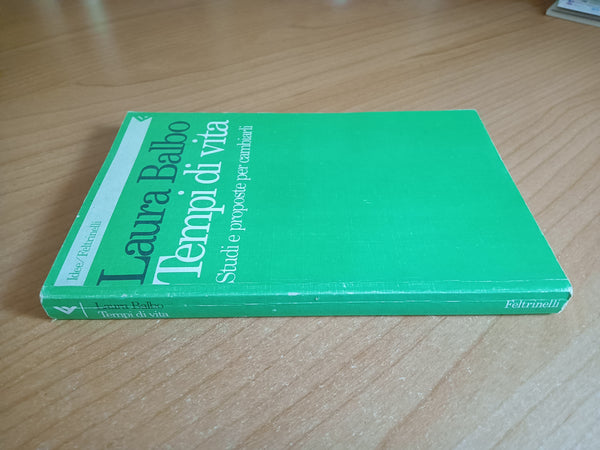 Idee/Feltrinelli
Laura Balbo
Tempi di vita
Studi e proposte per cambiarli
Laura Balbo
Tempi di vita
Feltrinelli